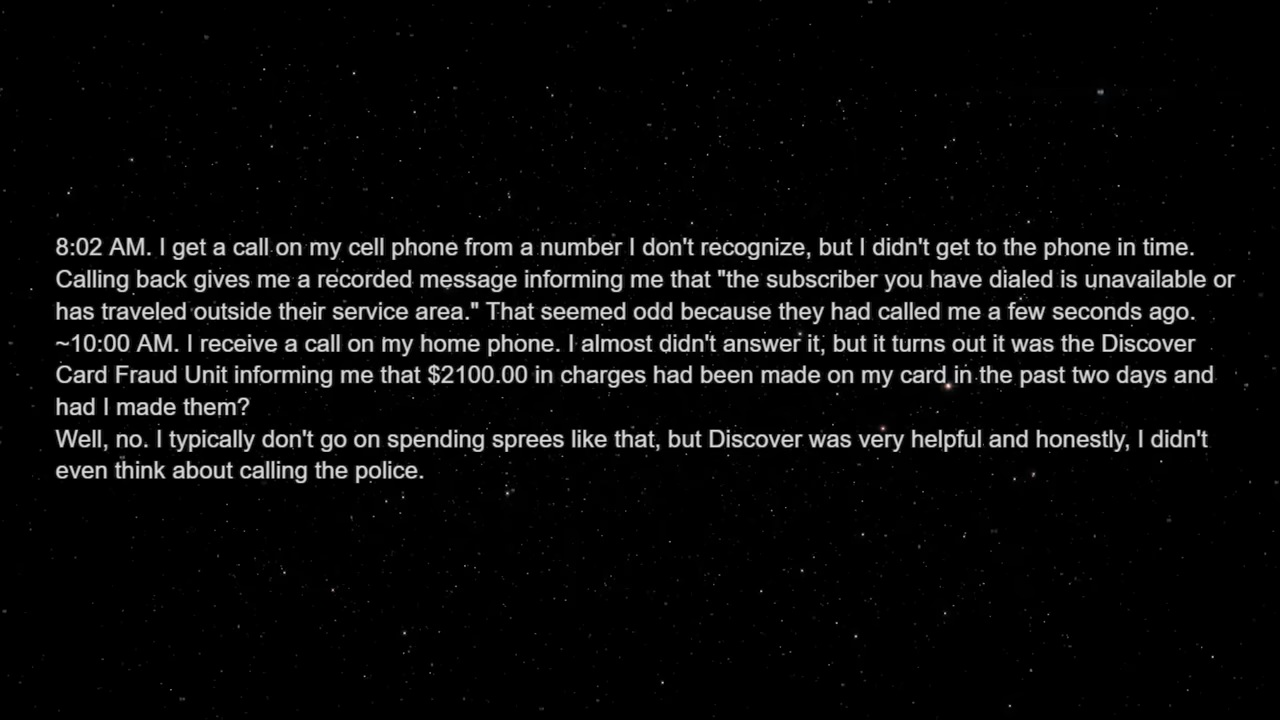 8:02 AM. I get a call on my cell phone from a number I don't recognize, but I didn't get to the phone in time.
Calling back gives me a recorded message informing me that "the subscriber you have dialed is unavailable or
has traveled outside their service area." That seemed odd because they had called me a few seconds ago.
~10:00 AM. I receive a call on my home phone. I almost didn't answer it, but it turns out it was the Discover
Card Fraud Unit informing me that $2100.00 in charges had been made on my card in the past two days and
had I made them?
Well, no. I typically don't go on spending sprees like that, but Discover was very helpful and honestly, I didn't
even think about calling the police.